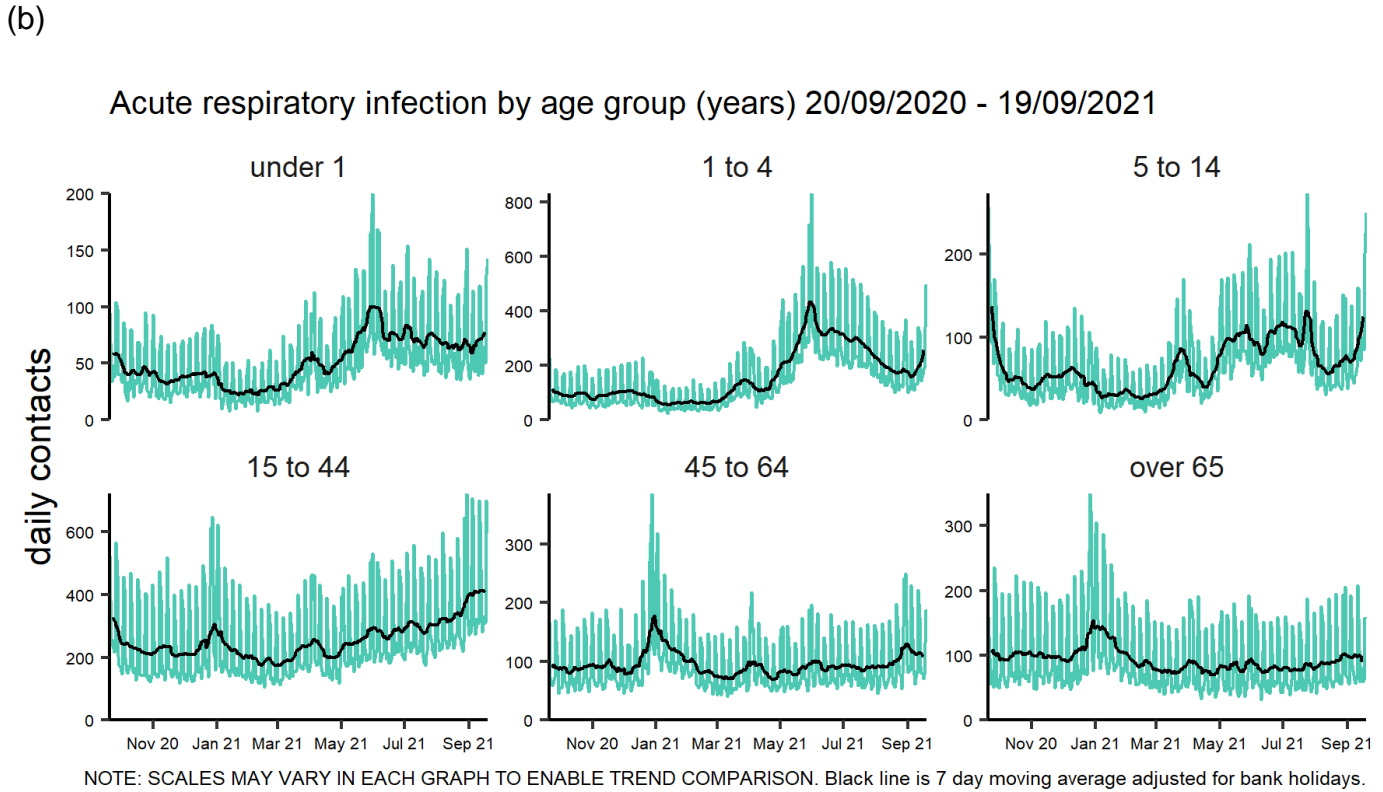 (b)
Acute respiratory infection by age group (years) 20/09/2020 - 19/09/2021
daily contacts
under 1
200
150
100
50
0
1 to 4
800
600
400
200
0
5 to 14
200
100
0
15 to 44
600
400
200
0
Nov 20 Jan 21 Mar 21 May 21 Jul 21 Sep 21
45 to 64
300
200
100
0
Nov 20 Jan 21 Mar 21 May 21 Jul 21 Sep 21
over 65
300
200
100
0
Nov 20 Jan 21 Mar 21 May 21 Jul 21 Sep 21
NOTE: SCALES MAY VARY IN EACH GRAPH TO ENABLE TREND COMPARISON. Black line is 7 day moving average adjusted for bank holidays.